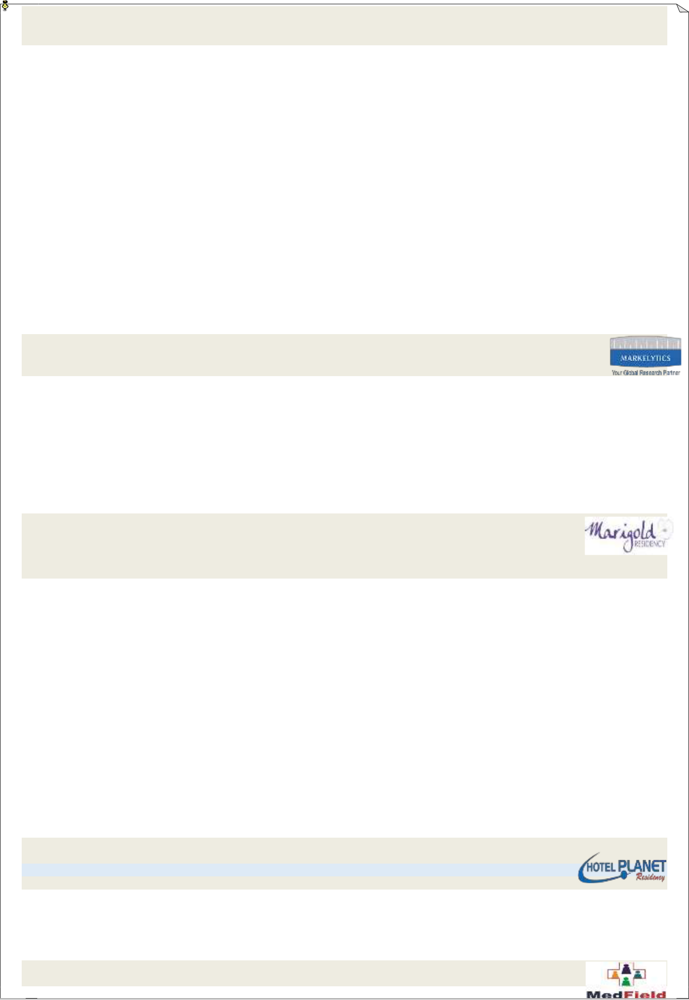 MARKELYTICS
Your Global Research Partner
Marigold
RESIDENCY
HOTEL PLANET
Residency
MedField